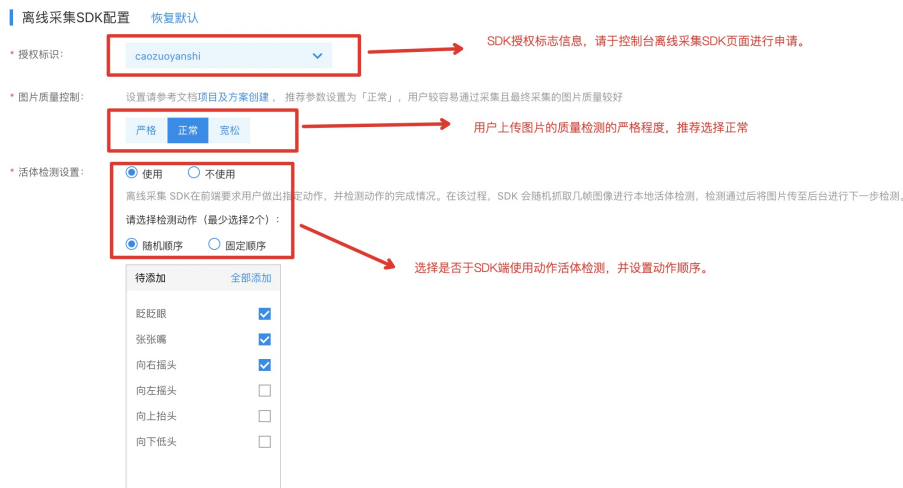 离线采集SDK配置 恢复默认
* 授权标识： caozuoyanshi
SDK授权标志信息，请于控制台离线采集SDK页面进行申请。
* 图片质量控制： 设置请参考文档项目及方案创建 ， 推荐参数设置为「正常」，用户较容易通过采集且最终采集的图片质量较好
严格 正常 宽松
用户上传图片的质量检测的严格程度，推荐选择正常
* 活体检测设置： 使用 不使用
离线采集 SDK在前端要求用户做出指定动作，并检测动作的完成情况。在该过程，SDK 会随机抓取几帧图像进行本地活体检测，检测通过后将图片传至后台进行下一步检测。
请选择检测动作（最少选择2个）：
随机顺序 固定顺序
选择是否于SDK端使用动作活体检测，并设置动作顺序。
待添加 全部添加
眨眨眼
张张嘴
向右摇头
向左摇头
向上抬头
向下低头